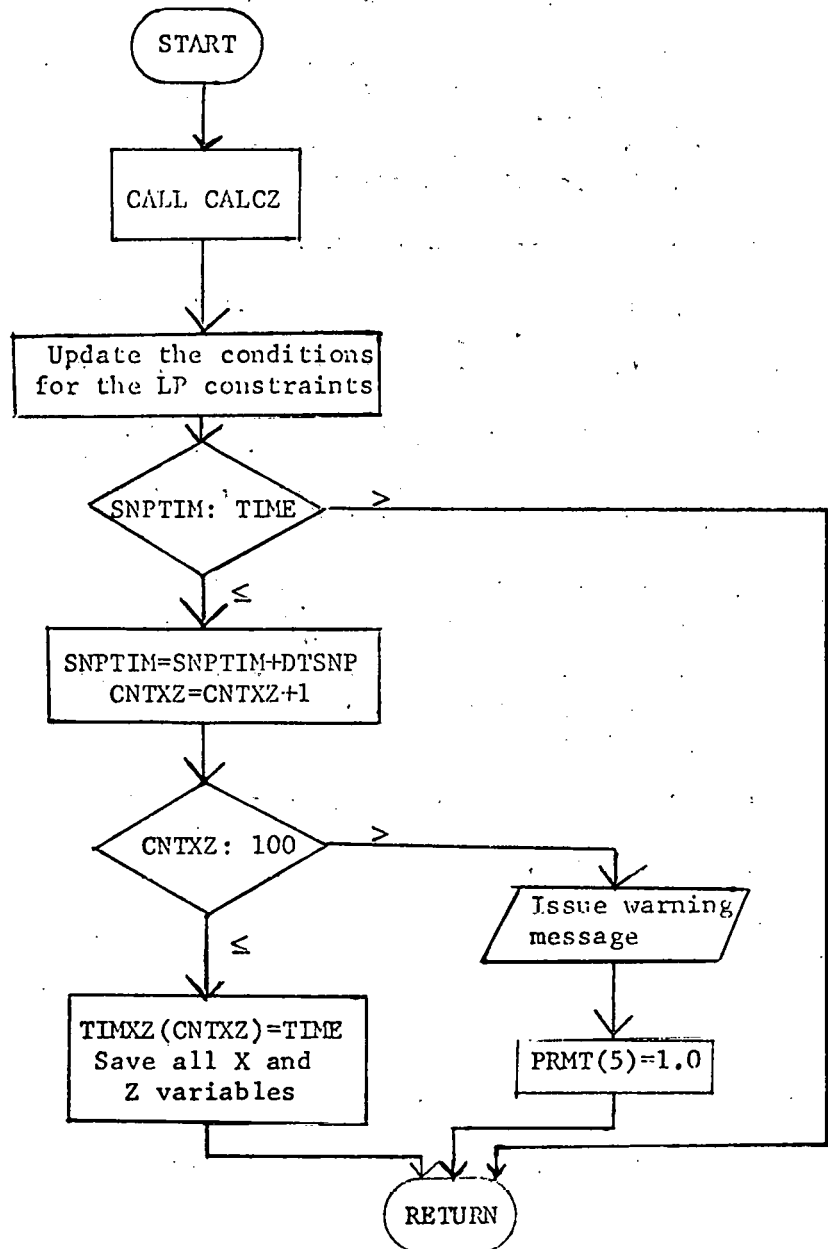 START
CALL CALCZ
Update the conditions
for the LP constraints
SNPTIM: TIME
>
≤
SNPTIM=SNPTIM+DTSNP
CNTXZ=CNTXZ+1
CNTXZ: 100
>
≤
Issue warning
message
TIMXZ(CNTXZ)=TIME
Save all X and
Z variables
PRMT(5)=1.0
RETURN